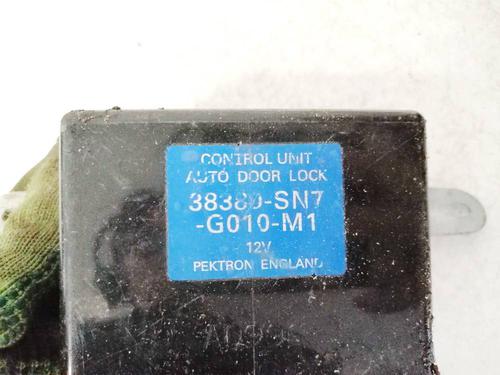 CONTROL UNIT
AUTO DOOR LOCK
38380-SN7
-G010-M1
12V
PEKTRON ENGLAND